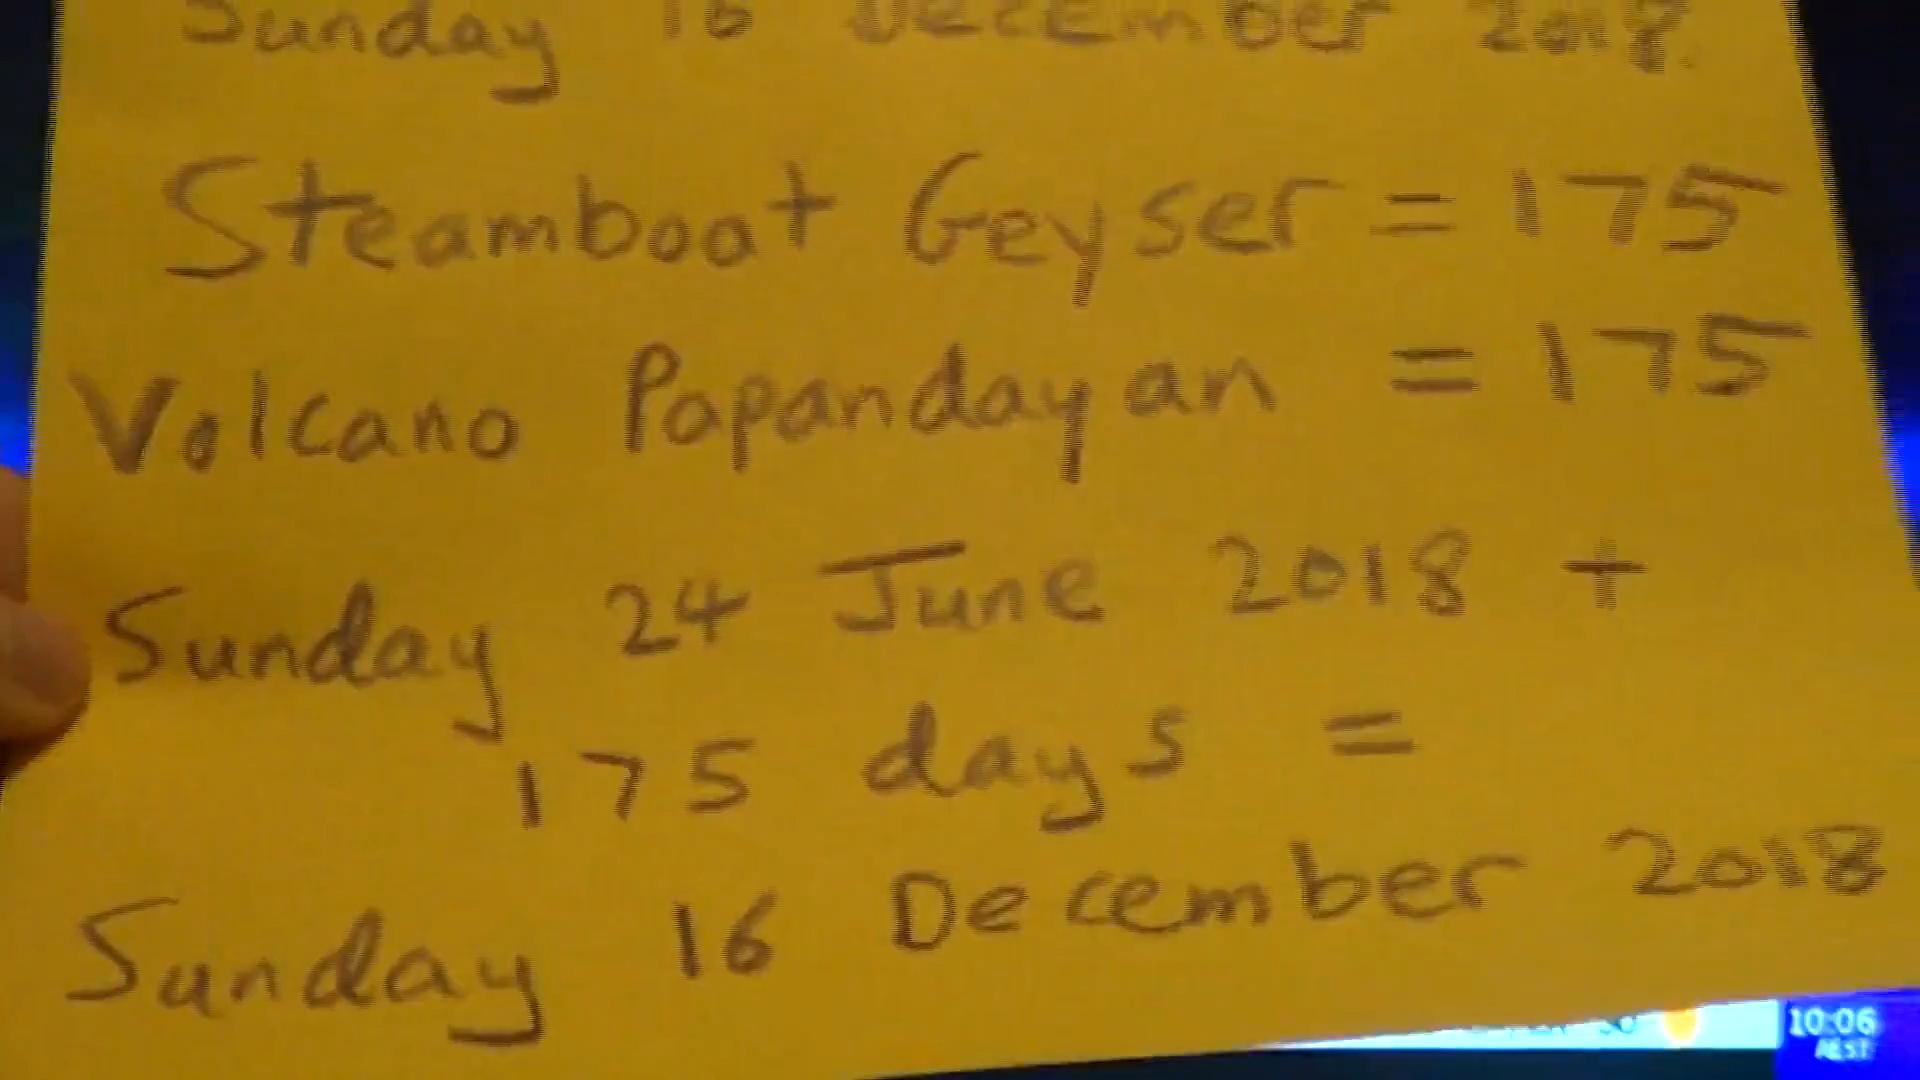 Sunday 16 December 2018.
Steamboat Geyser = 175
Volcano Papandayan = 175
Sunday 24 June 2018 +
175 days =
Sunday 16 December 2018
10:06
AEST